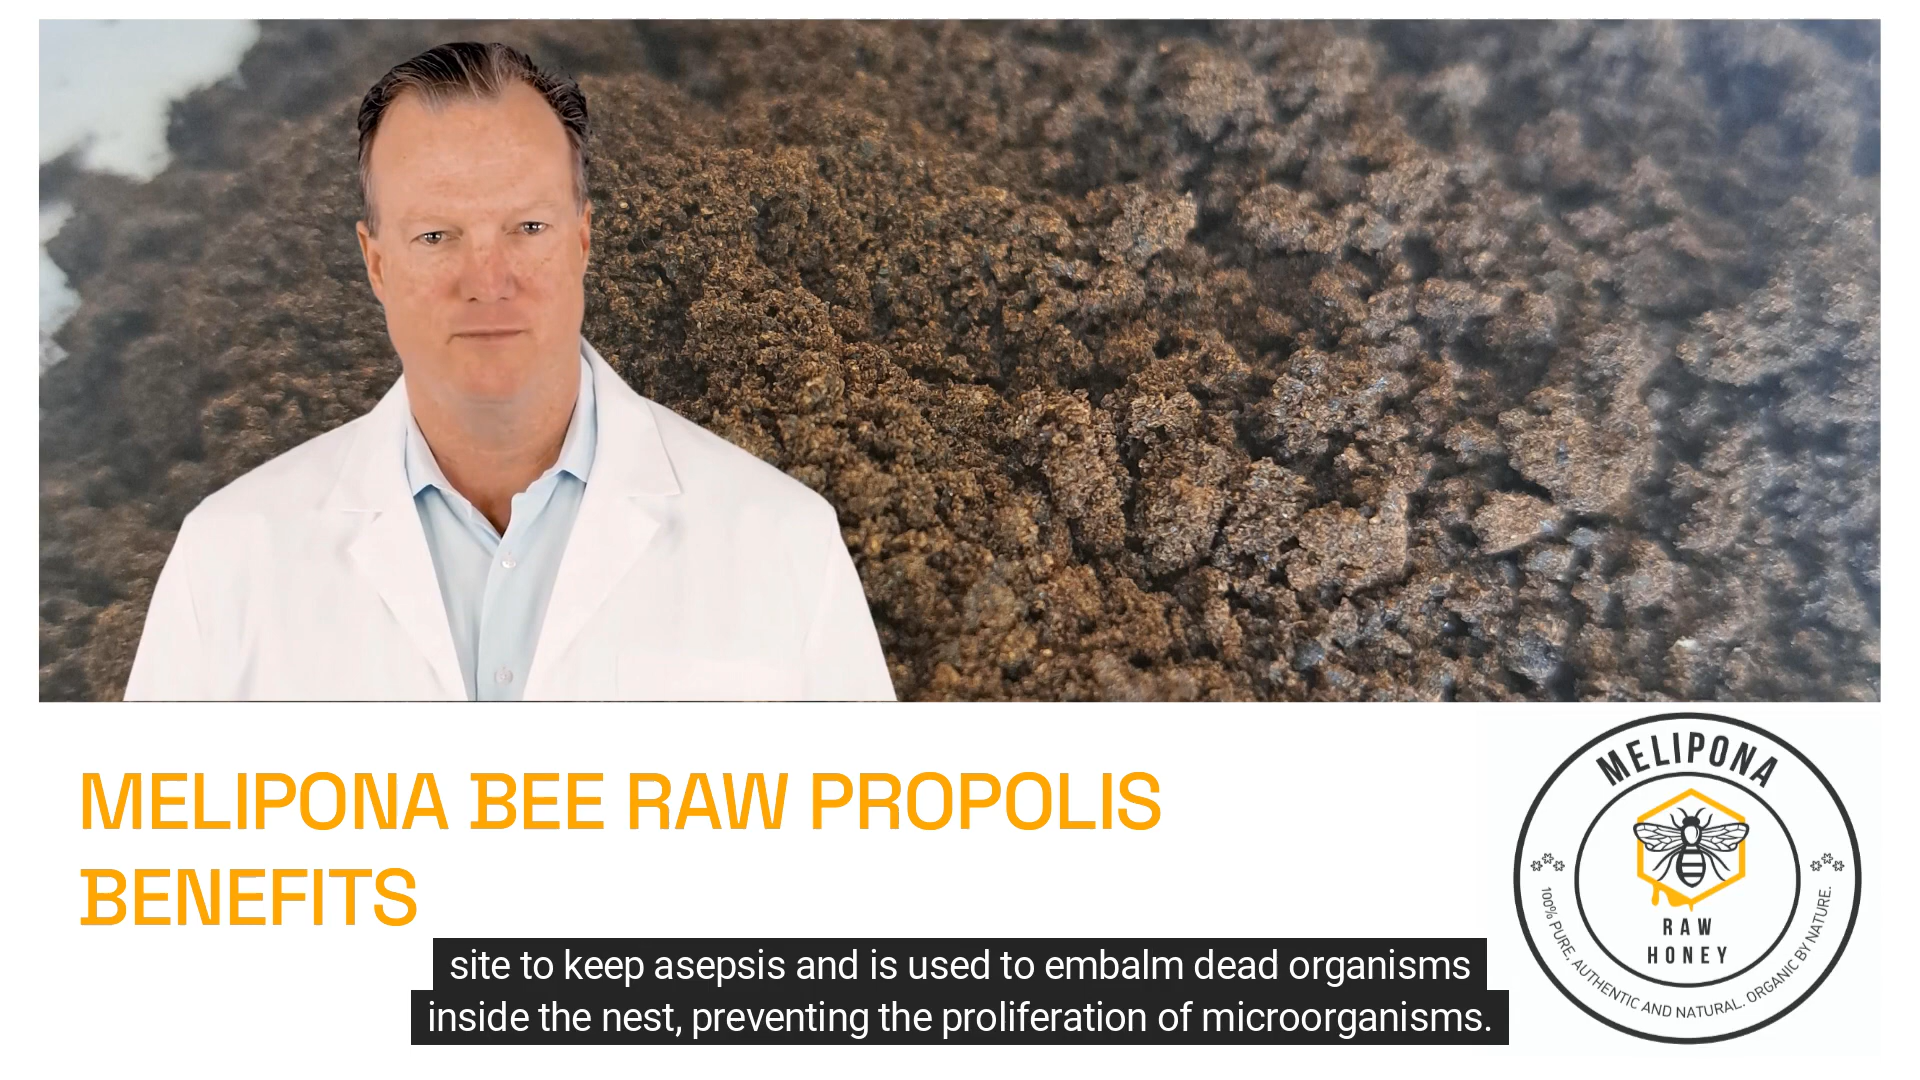 MELIPONA BEE RAW PROPOLIS
BENEFITS
site to keep asepsis and is used to embalm dead organisms
inside the nest, preventing the proliferation of microorganisms.
MELIPONA
RAW
HONEY
100% PURE, AUTHENTIC AND NATURAL. ORGANIC BY NATURE.